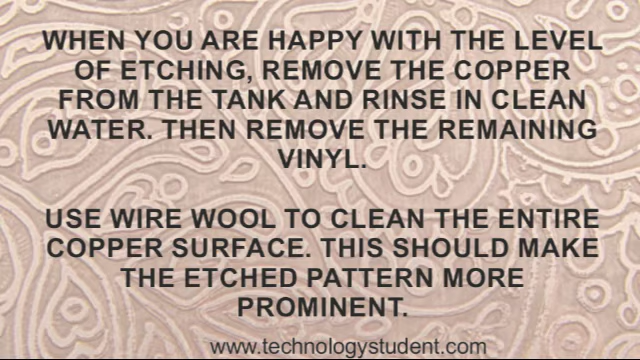 WHEN YOU ARE HAPPY WITH THE LEVEL
OF ETCHING, REMOVE THE COPPER
FROM THE TANK AND RINSE IN CLEAN
WATER. THEN REMOVE THE REMAINING
VINYL.
USE WIRE WOOL TO CLEAN THE ENTIRE
COPPER SURFACE. THIS SHOULD MAKE
THE ETCHED PATTERN MORE
PROMINENT.
www.technologystudent.com